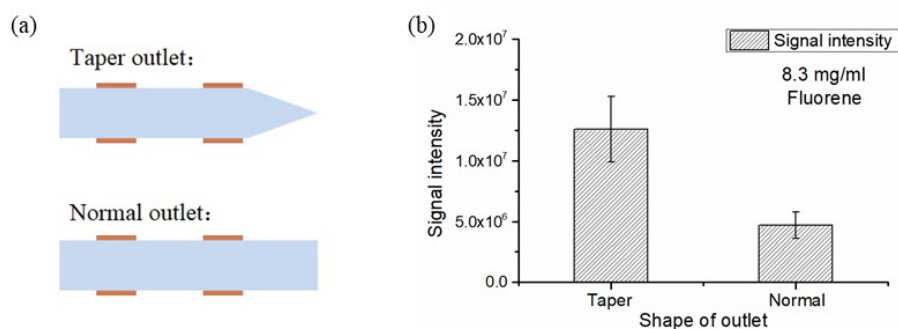 (a)
Taper outlet:
Normal outlet:
(b)
Signal intensity
8.3 mg/ml
Fluorene
2.0x10⁷
1.5x10⁷
1.0x10⁷
5.0x10⁶
0.0
Signal intensity
Taper
Normal
Shape of outlet